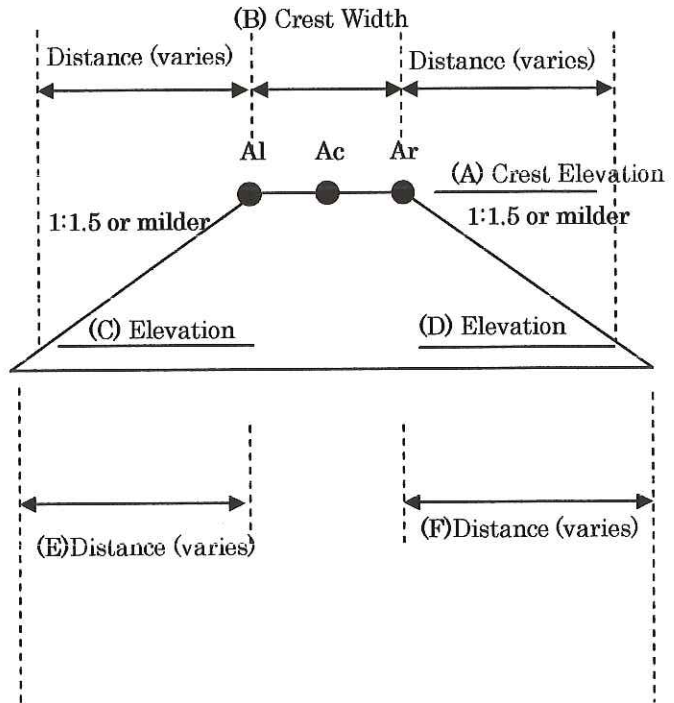 (B) Crest Width
Distance (varies)
Distance (varies)
Al
Ac
Ar
(A) Crest Elevation
1:1.5 or milder
1:1.5 or milder
(C) Elevation
(D) Elevation
(E)Distance (varies)
(F)Distance (varies)